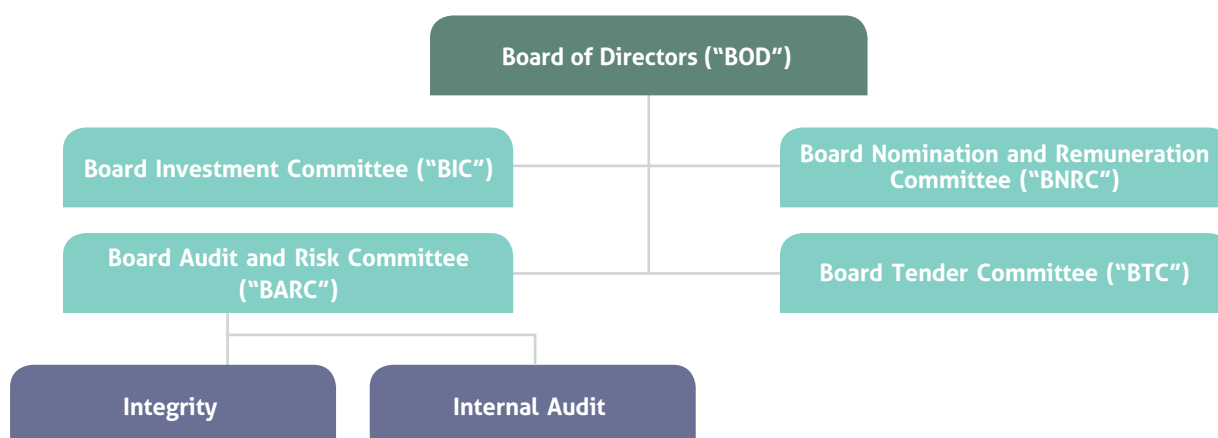 Board of Directors (“BOD”)
Board Investment Committee (“BIC”)
Board Nomination and Remuneration
Committee (“BNRC”)
Board Audit and Risk Committee
(“BARC”)
Board Tender Committee (“BTC”)
Integrity
Internal Audit